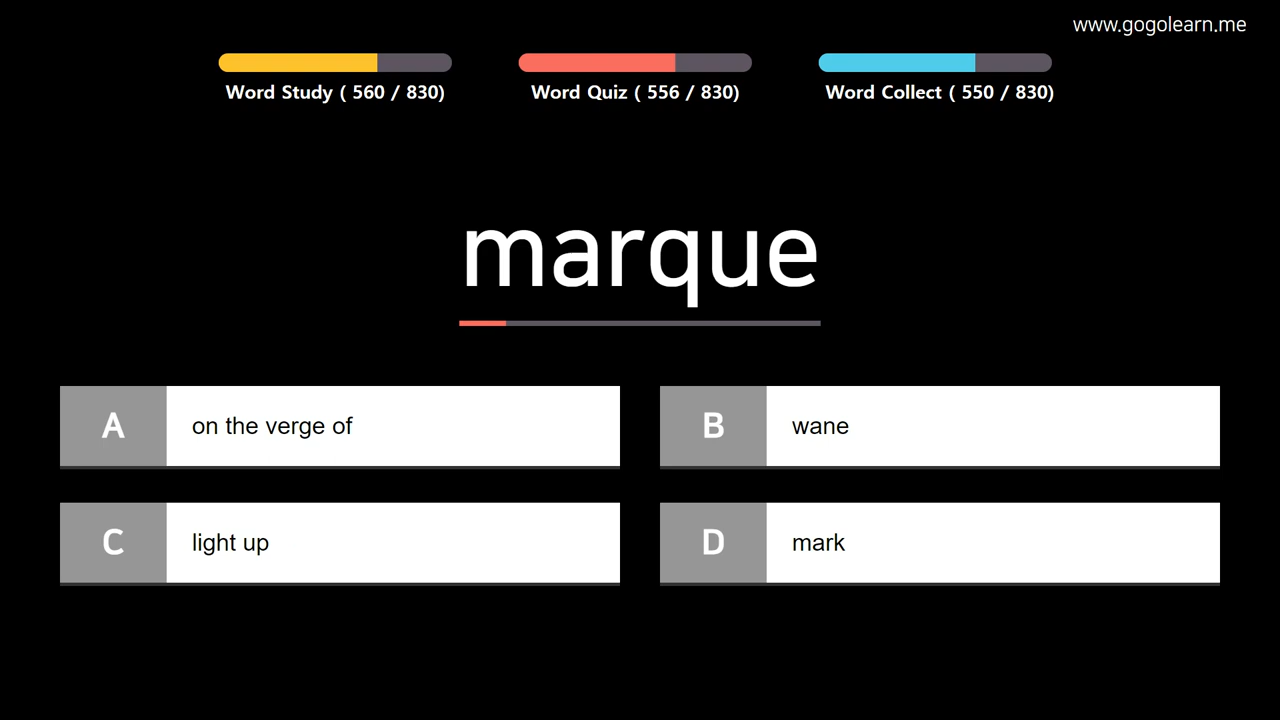 www.gogolearn.me
Word Study ( 560 / 830)
Word Quiz ( 556 / 830)
Word Collect ( 550 / 830)
marque
A on the verge of
B wane
C light up
D mark